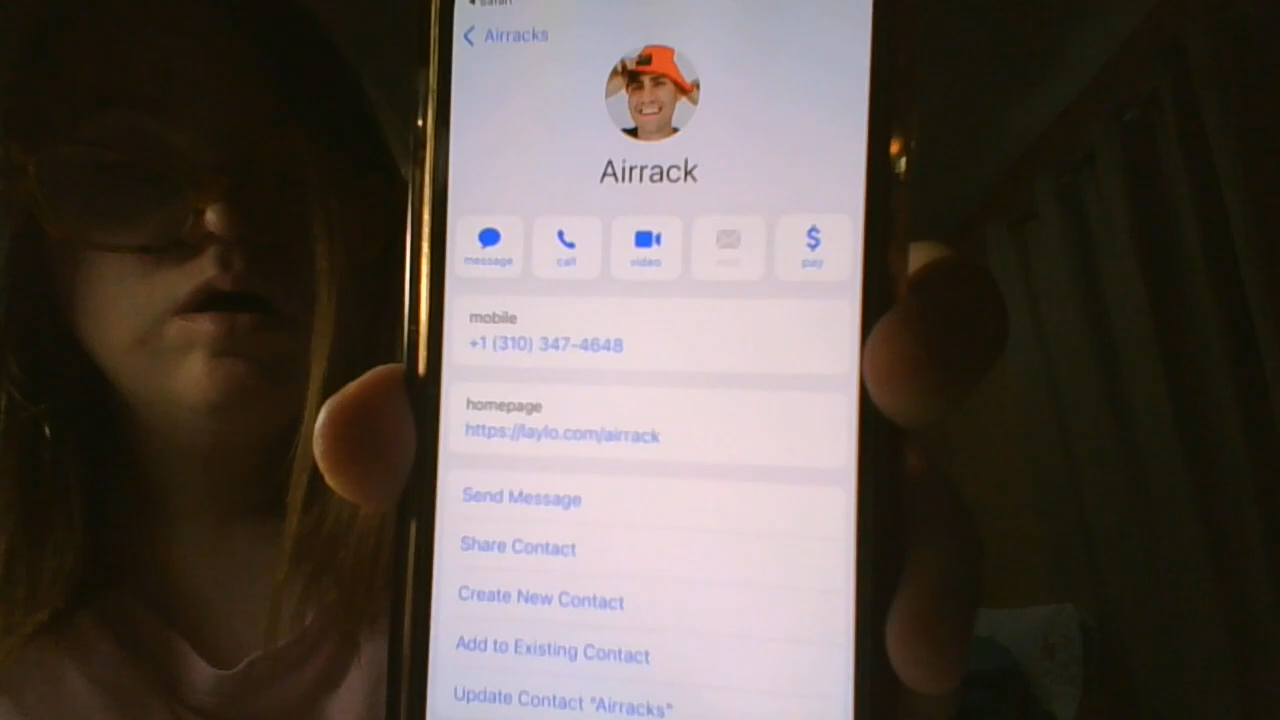 Safari
Airracks
Airrack
message call video pay
mobile
+1 (310) 347-4648
homepage
https://laylo.com/airrack
Send Message
Share Contact
Create New Contact
Add to Existing Contact
Update Contact "Airracks"